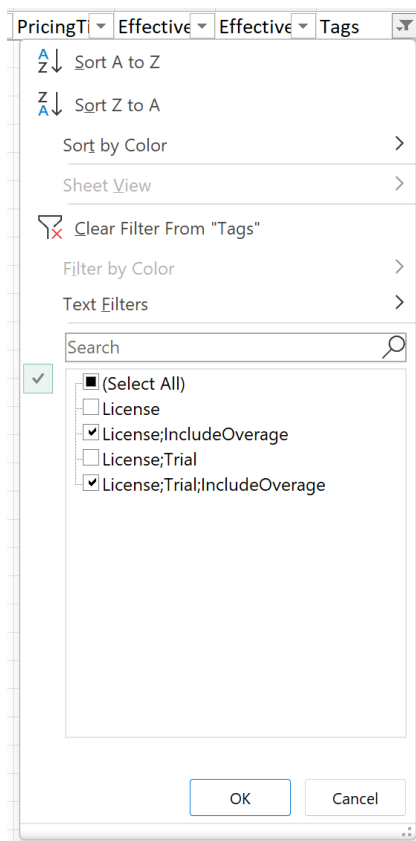 PricingTi Effective Effective Tags
Sort A to Z
Sort Z to A
Sort by Color
Sheet View
Clear Filter From "Tags"
Filter by Color
Text Filters
Search
(Select All)
License
License;IncludeOverage
License;Trial
License;Trial;IncludeOverage
OK Cancel